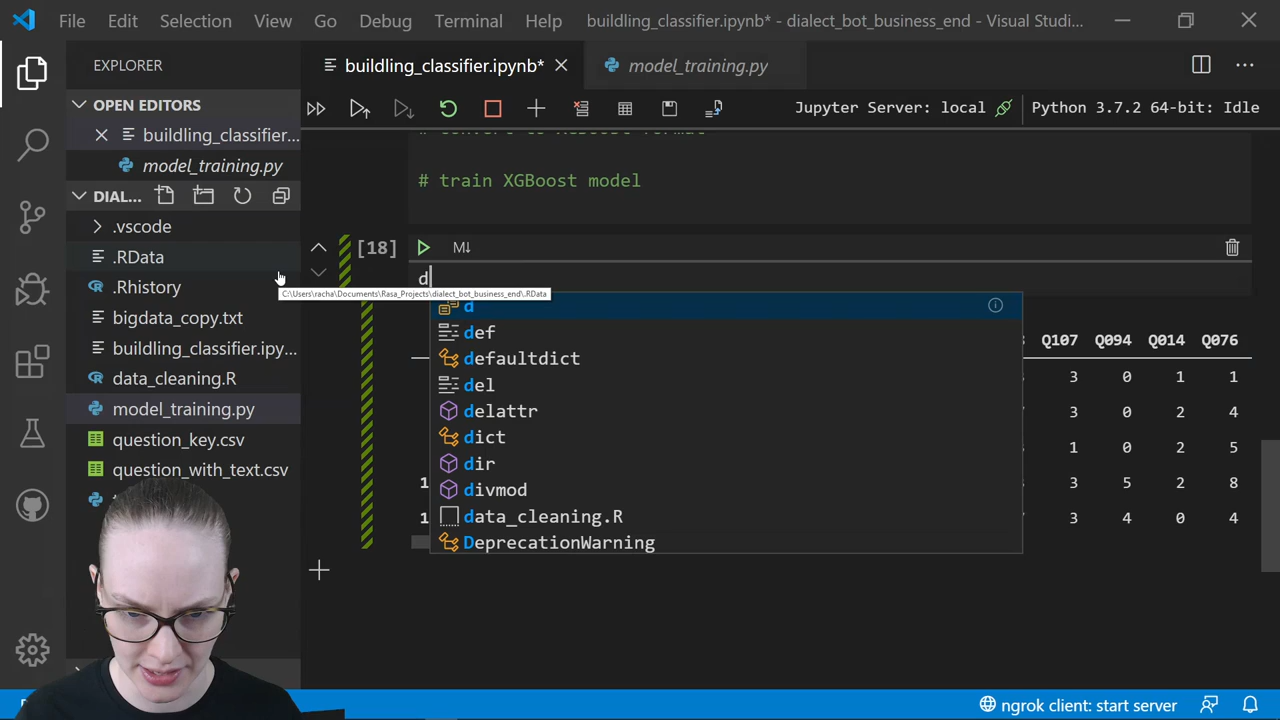 File Edit Selection View Go Debug Terminal Help buildling_classifier.ipynb* - dialect_bot_business_end - Visual Studi...
EXPLORER
buildling_classifier.ipynb*
model_training.py
OPEN EDITORS
Jupyter Server: local
Python 3.7.2 64-bit: Idle
buildling_classifier...
model_training.py
DIAL...
# train XGBoost model
.vscode
.RData
.Rhistory
bigdata_copy.txt
buildling_classifier.ipy...
data_cleaning.R
model_training.py
question_key.csv
question_with_text.csv
[18]
M↓
d
C:\Users\racha\Documents\Rasa_Projects\dialect_bot_business_end\.RData
d
def
defaultdict
del
delattr
dict
dir
divmod
data_cleaning.R
DeprecationWarning
Q107 Q094 Q014 Q076
3 0 1 1
3 0 2 4
1 0 2 5
3 5 2 8
3 4 0 4
ngrok client: start server